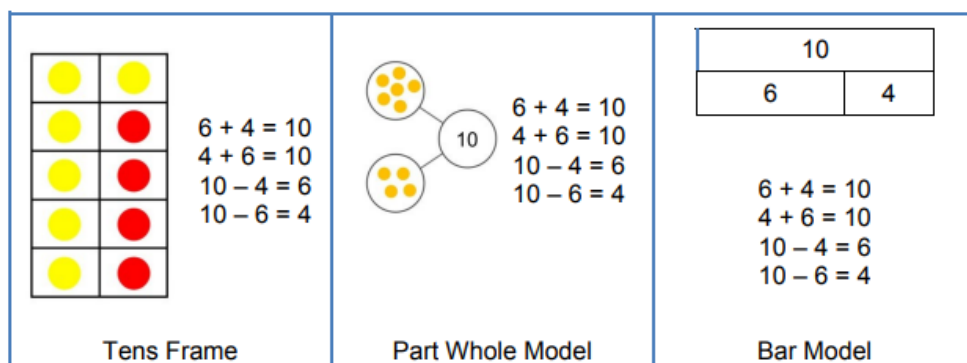 6 + 4 = 10
4 + 6 = 10
10 – 4 = 6
10 – 6 = 4
Tens Frame
10
6 + 4 = 10
4 + 6 = 10
10 – 4 = 6
10 – 6 = 4
Part Whole Model
10
6 4
6 + 4 = 10
4 + 6 = 10
10 – 4 = 6
10 – 6 = 4
Bar Model